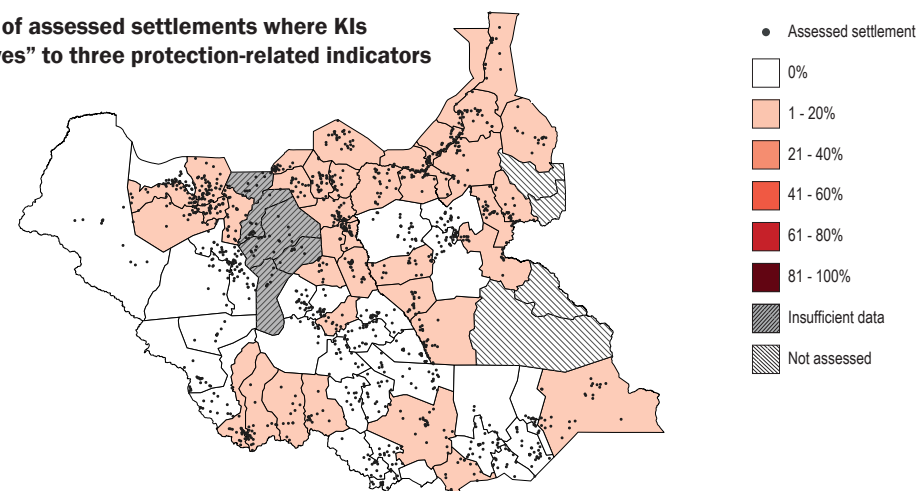 of assessed settlements where KIs
es” to three protection-related indicators
Assessed settlement
0%
1 - 20%
21 - 40%
41 - 60%
61 - 80%
81 - 100%
Insufficient data
Not assessed